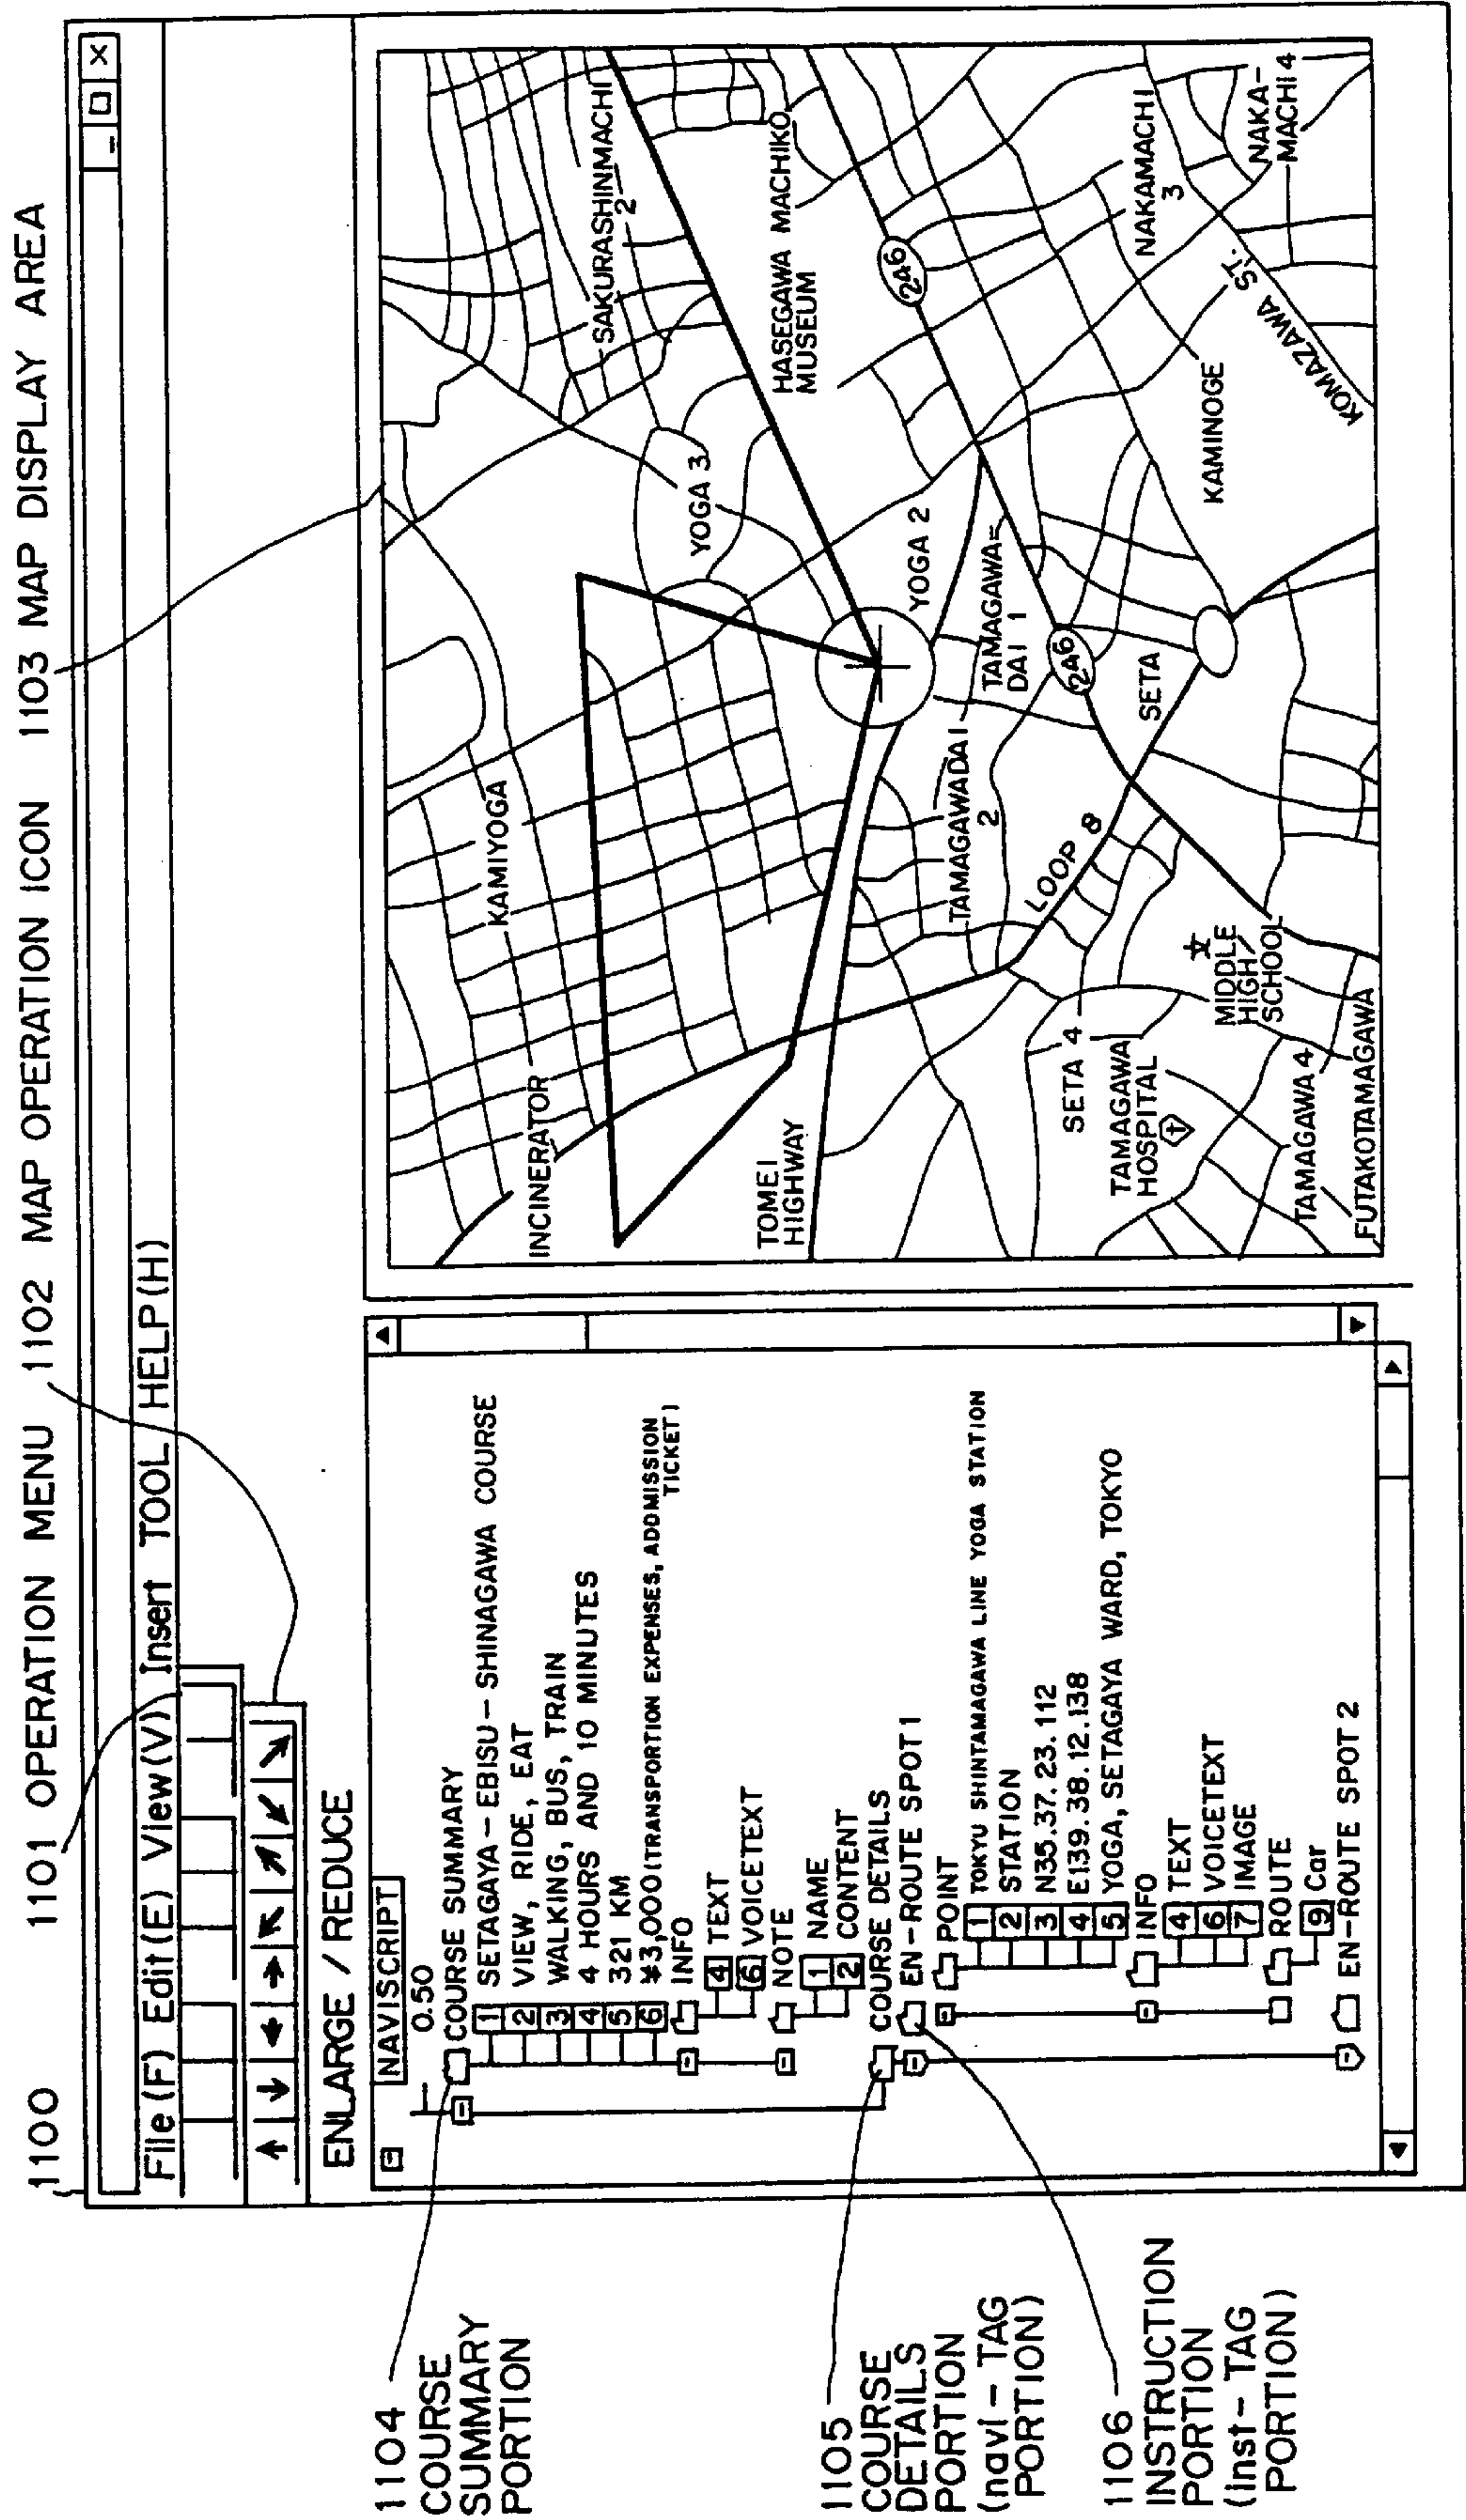 1100
1101 OPERATION MENU
1102 MAP OPERATION ICON
1103 MAP DISPLAY AREA
_ □ X
File(F) Edit(E) View(V) Insert TOOL HELP(H)
ENLARGE / REDUCE
NAVISCRIPT
0.50
COURSE SUMMARY
1 SETAGAYA-EBISU-SHINAGAWA COURSE
2 VIEW, RIDE, EAT
3 WALKING, BUS, TRAIN
4 4 HOURS AND 10 MINUTES
5 321 KM
6 ¥3,000(TRANSPORTION EXPENSES, ADDMISSION
TICKET)
INFO
4 TEXT
6 VOICETEXT
NOTE
1 NAME
2 CONTENT
COURSE DETAILS
EN-ROUTE SPOT1
POINT
1 TOKYU SHINTAMAGAWA LINE YOGA STATION
2 STATION
3 N35.37.23.112
4 E139.38.12.138
5 YOGA, SETAGAYA WARD, TOKYO
INFO
4 TEXT
6 VOICETEXT
7 IMAGE
ROUTE
9 Car
EN-ROUTE SPOT 2
SAKURASHINMACHI
2
KAMIYOGA
INCINERATOR
YOGA 3
HASEGAWA MACHIKO
MUSEUM
TOMEI
HIGHWAY
YOGA 2
246
TAMAGAWADAI
2
TAMAGAWA=
DAI 1
246
LOOP 8
SETA
SETA 4
NAKAMACHI
3
NAKA-
MACHI 4
KAMINOGE
KOMAZAWA ST.
TAMAGAWA
HOSPITAL
文
MIDDLE
HIGH
SCHOOL
TAMAGAWA 4
FUTAKOTAMAGAWA
1104
COURSE
SUMMARY
PORTION
1105
COURSE
DETAILS
PORTION
(navi-TAG
PORTION)
1106
INSTRUCTION
PORTION
(inst-TAG
PORTION)